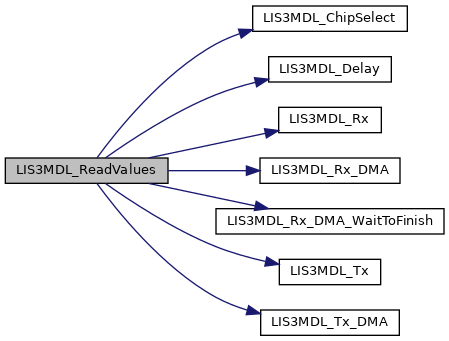 LIS3MDL_ChipSelect
LIS3MDL_Delay
LIS3MDL_Rx
LIS3MDL_ReadValues
LIS3MDL_Rx_DMA
LIS3MDL_Rx_DMA_WaitToFinish
LIS3MDL_Tx
LIS3MDL_Tx_DMA